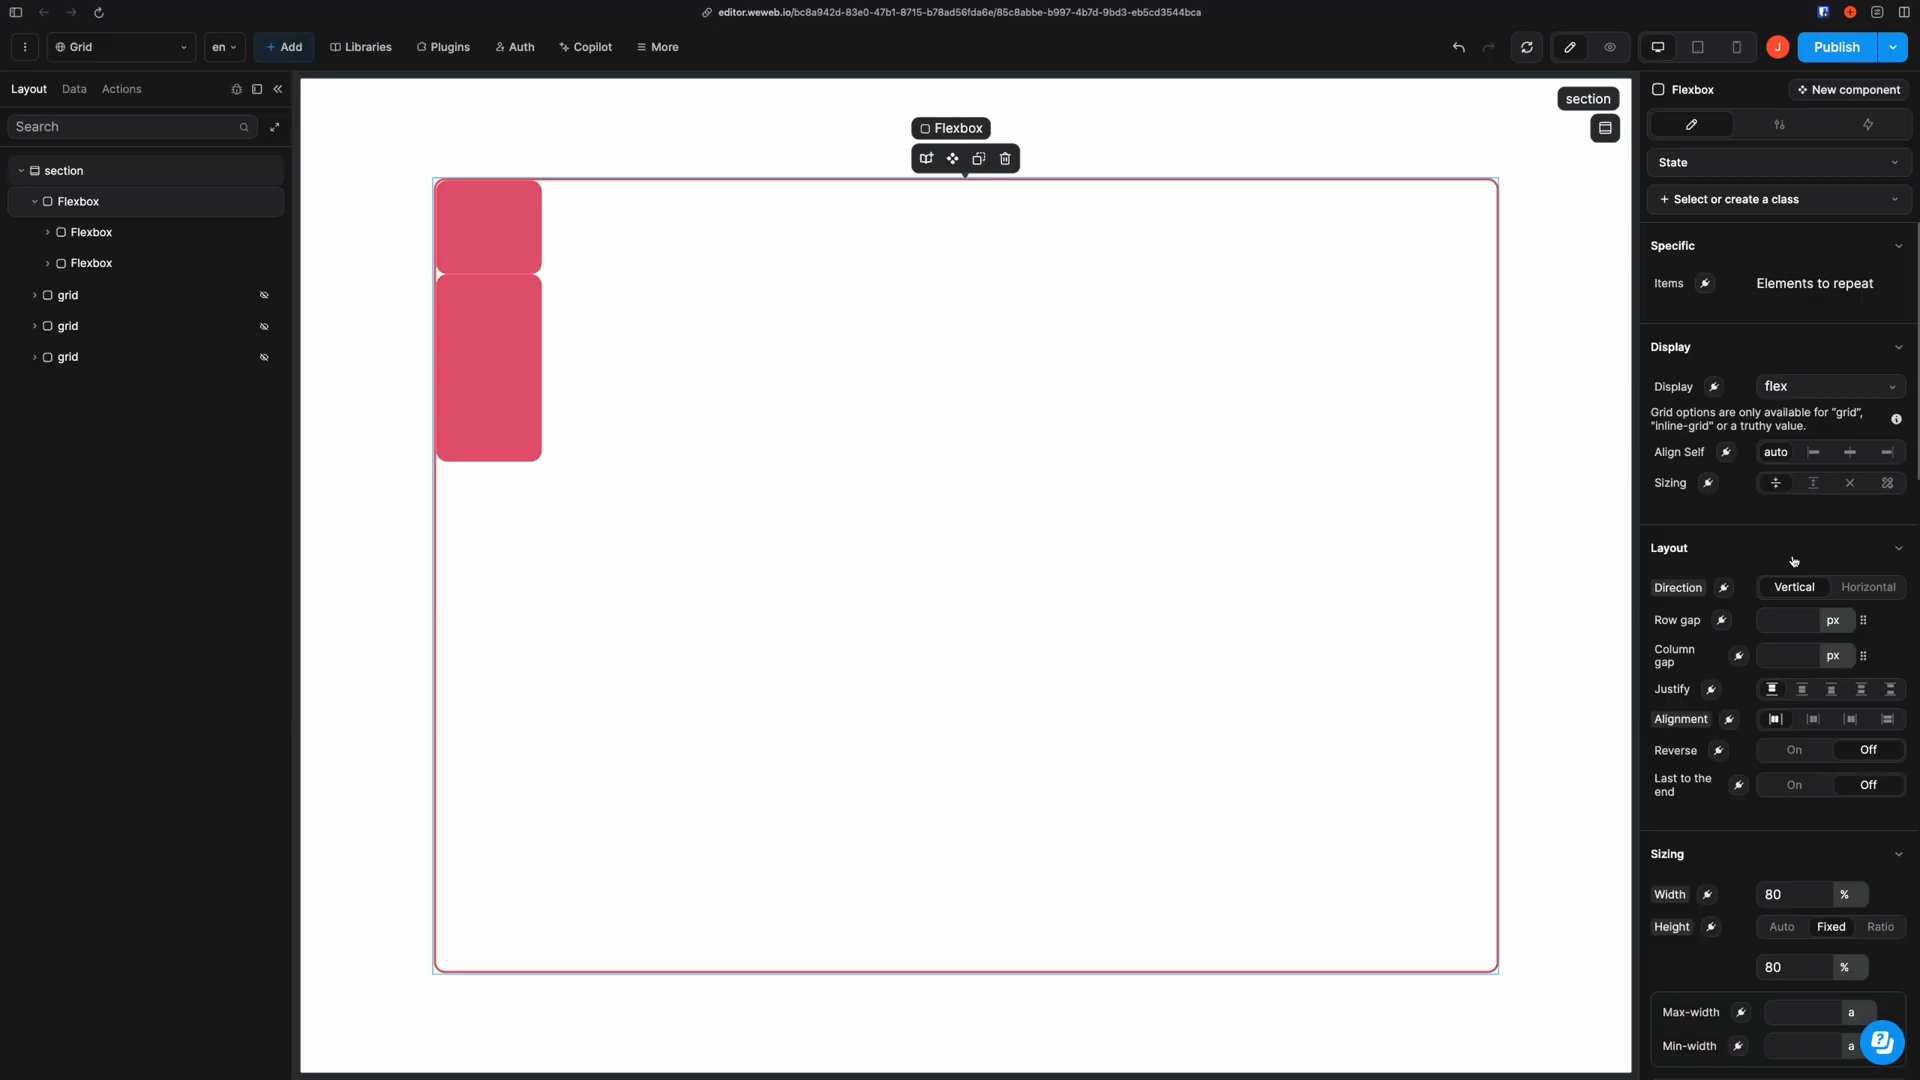 editor.weweb.io/bc8a942d-83e0-47b1-8715-b78ad56fda6e/85c8abbe-b997-4b7d-9bd3-eb5cd3544bca
Grid
en
+ Add
Libraries
Plugins
Auth
Copilot
More
J
Publish
Layout
Data
Actions
Search
section
Flexbox
Flexbox
Flexbox
grid
grid
grid
section
Flexbox
Flexbox
New component
State
+ Select or create a class
Specific
Items
Elements to repeat
Display
Display
flex
Grid options are only available for "grid",
"inline-grid" or a truthy value.
Align Self
auto
Sizing
Layout
Direction
Vertical
Horizontal
Row gap
px
Column
gap
px
Justify
Alignment
Reverse
On
Off
Last to the
end
On
Off
Sizing
Width
80
%
Height
Auto
Fixed
Ratio
80
%
Max-width
a
Min-width
a